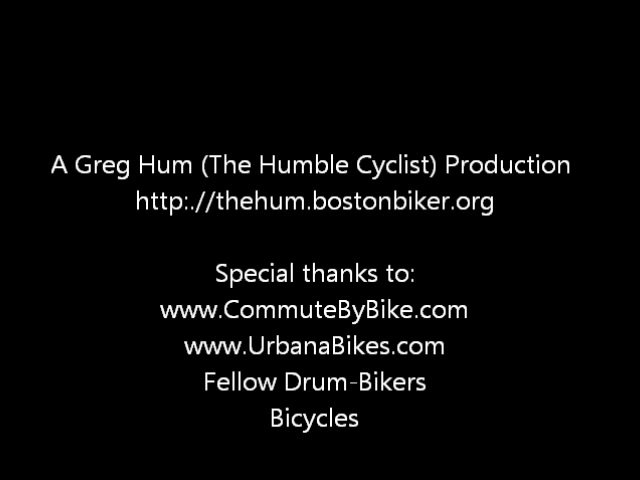 A Greg Hum (The Humble Cyclist) Production
http:.//thehum.bostonbiker.org
Special thanks to:
www.CommuteByBike.com
www.UrbanaBikes.com
Fellow Drum-Bikers
Bicycles